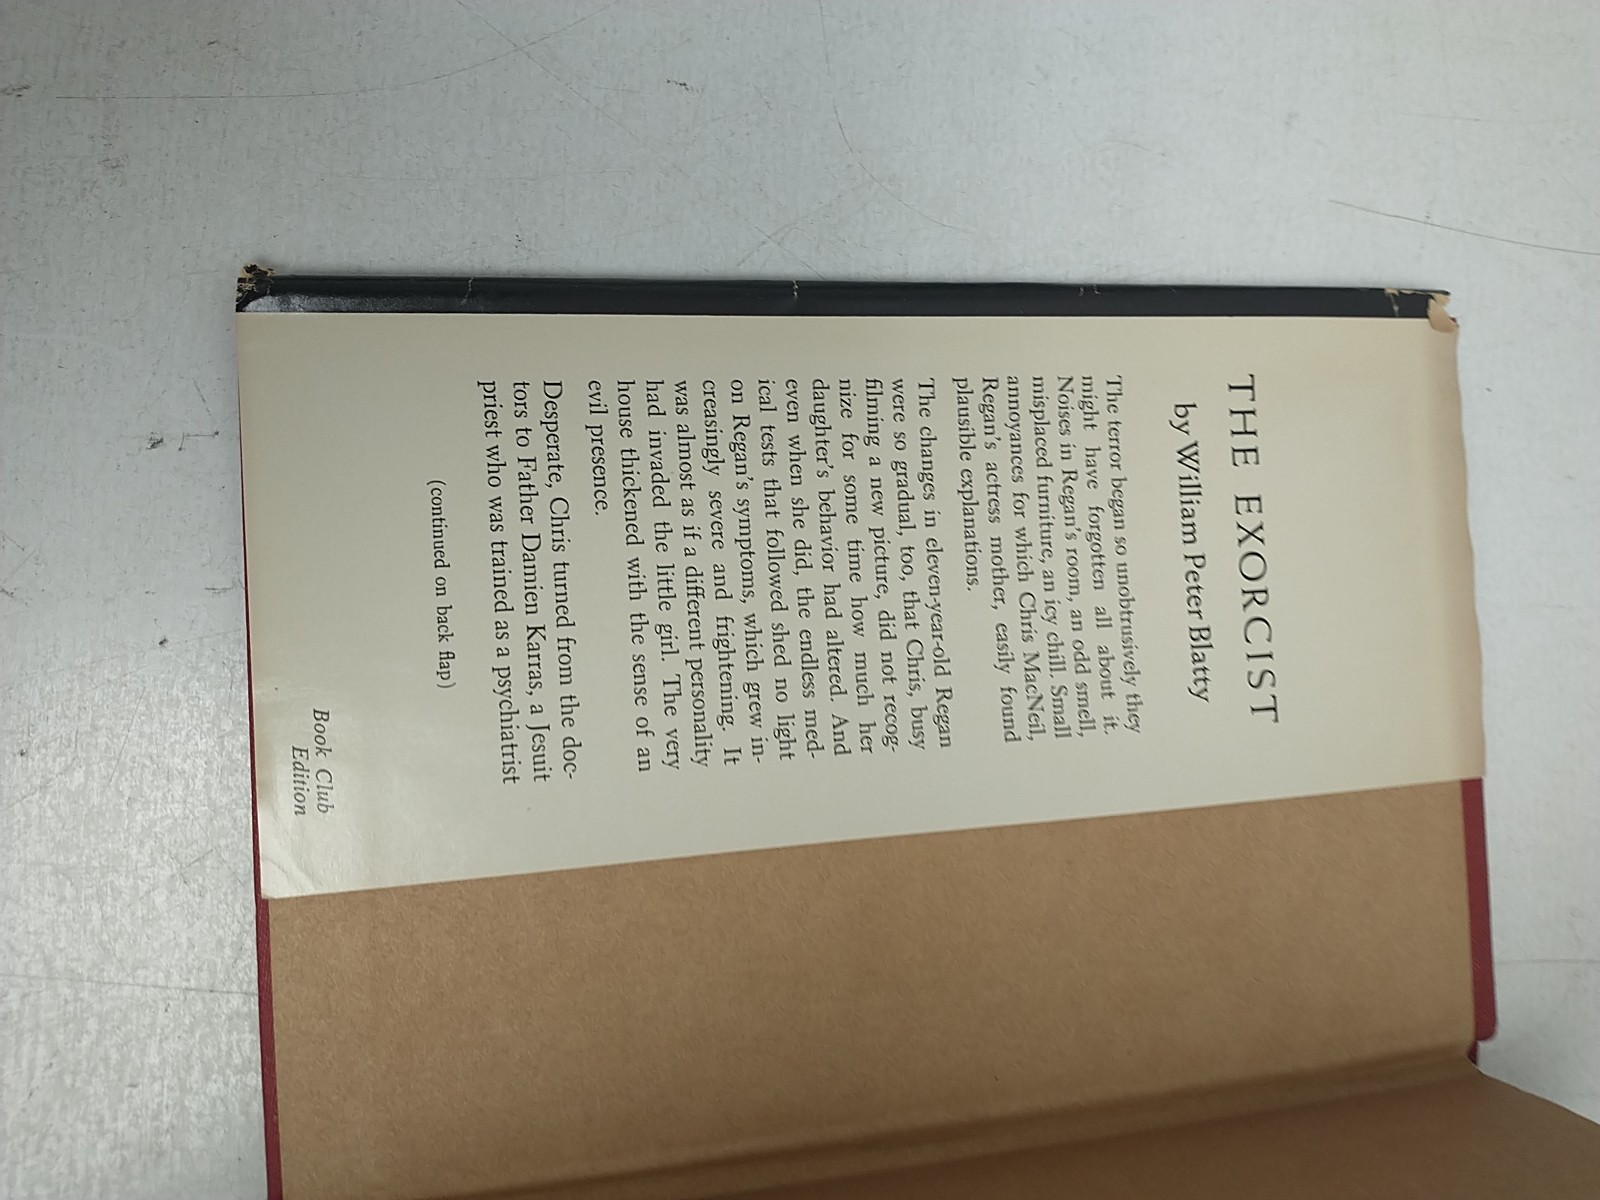 THE EXORCIST
by William Peter Blatty
The terror began so unobtrusively they
might have forgotten all about it.
Noises in Regan's room, an odd smell,
misplaced furniture, an icy chill. Small
annoyances for which Chris MacNeil,
Regan's actress mother, easily found
plausible explanations.
The changes in eleven-year-old Regan
were so gradual, too, that Chris, busy
filming a new picture, did not recog-
nize for some time how much her
daughter's behavior had altered. And
even when she did, the endless med-
ical tests that followed shed no light
on Regan's symptoms, which grew in-
creasingly severe and frightening. It
was almost as if a different personality
had invaded the little girl. The very
house thickened with the sense of an
evil presence.
Desperate, Chris turned from the doc-
tors to Father Damien Karras, a Jesuit
priest who was trained as a psychiatrist
(continued on back flap)
Book Club
Edition